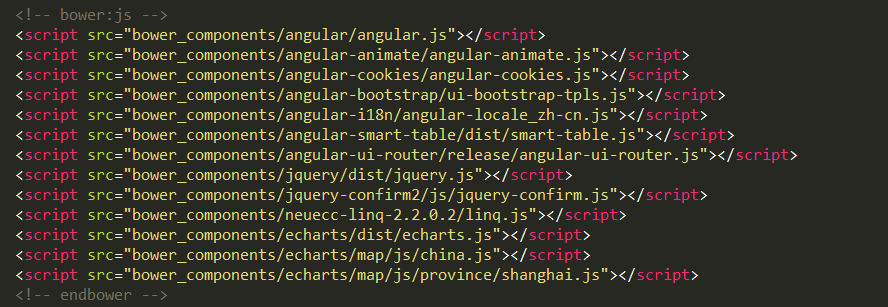 <!-- bower:js -->
<script src="bower_components/angular/angular.js"></script>
<script src="bower_components/angular-animate/angular-animate.js"></script>
<script src="bower_components/angular-cookies/angular-cookies.js"></script>
<script src="bower_components/angular-bootstrap/ui-bootstrap-tpls.js"></script>
<script src="bower_components/angular-i18n/angular-locale_zh-cn.js"></script>
<script src="bower_components/angular-smart-table/dist/smart-table.js"></script>
<script src="bower_components/angular-ui-router/release/angular-ui-router.js"></script>
<script src="bower_components/jquery/dist/jquery.js"></script>
<script src="bower_components/jquery-confirm2/js/jquery-confirm.js"></script>
<script src="bower_components/neuecc-linq-2.2.0.2/linq.js"></script>
<script src="bower_components/echarts/dist/echarts.js"></script>
<script src="bower_components/echarts/map/js/china.js"></script>
<script src="bower_components/echarts/map/js/province/shanghai.js"></script>
<!-- endbower -->